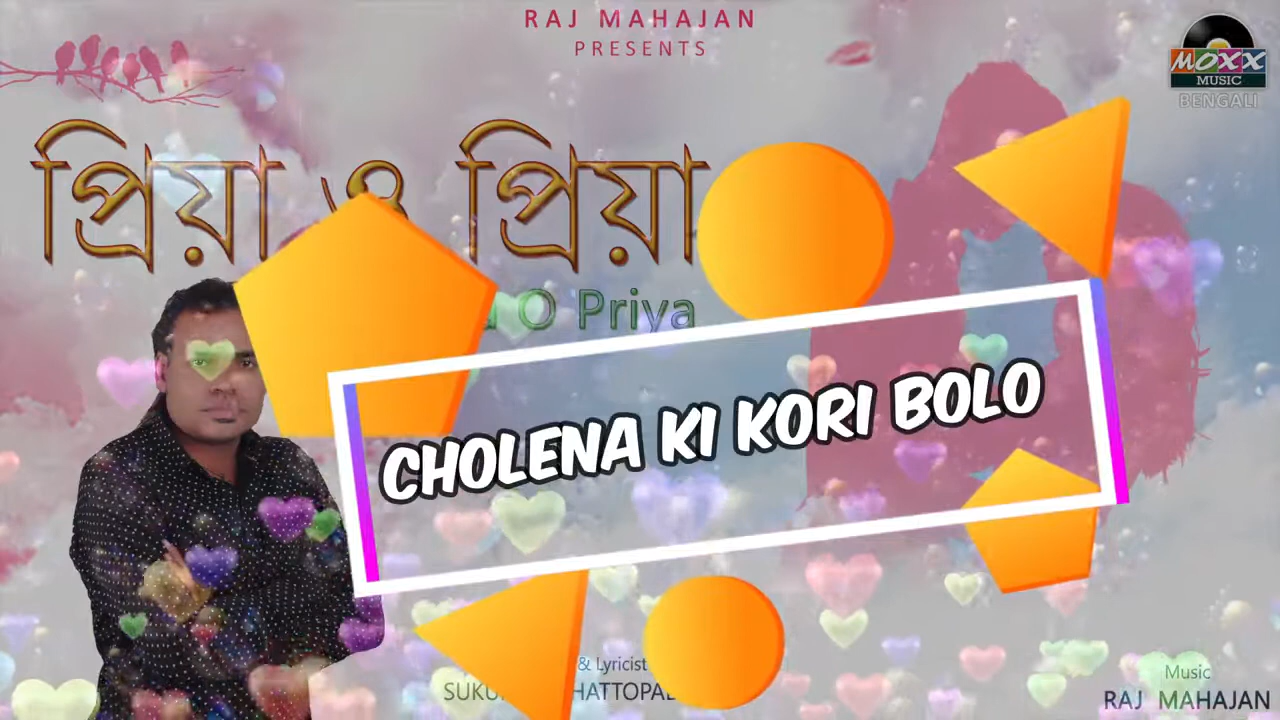 RAJ MAHAJAN
PRESENTS
MOXX
MUSIC
BENGALI
প্রিয়া ও প্রিয়া
O Priya
CHOLENA KI KORI BOLO
& Lyricist
Music
RAJ MAHAJAN